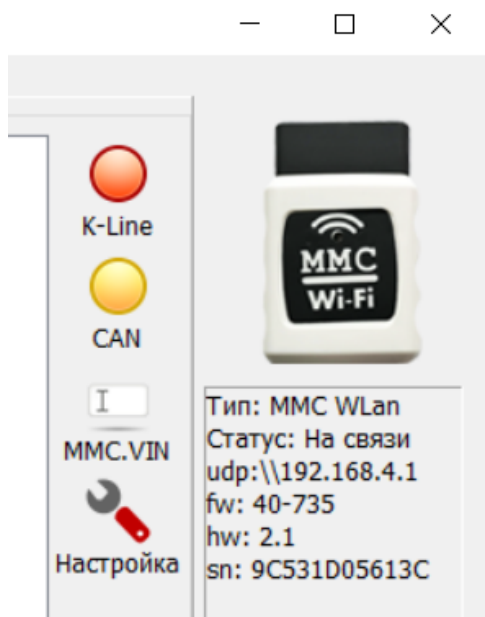 K-Line
CAN
MMC.VIN
Настройка
MMC
Wi-Fi
Тип: MMC WLan
Статус: На связи
udp:\\192.168.4.1
fw: 40-735
hw: 2.1
sn: 9C531D05613C